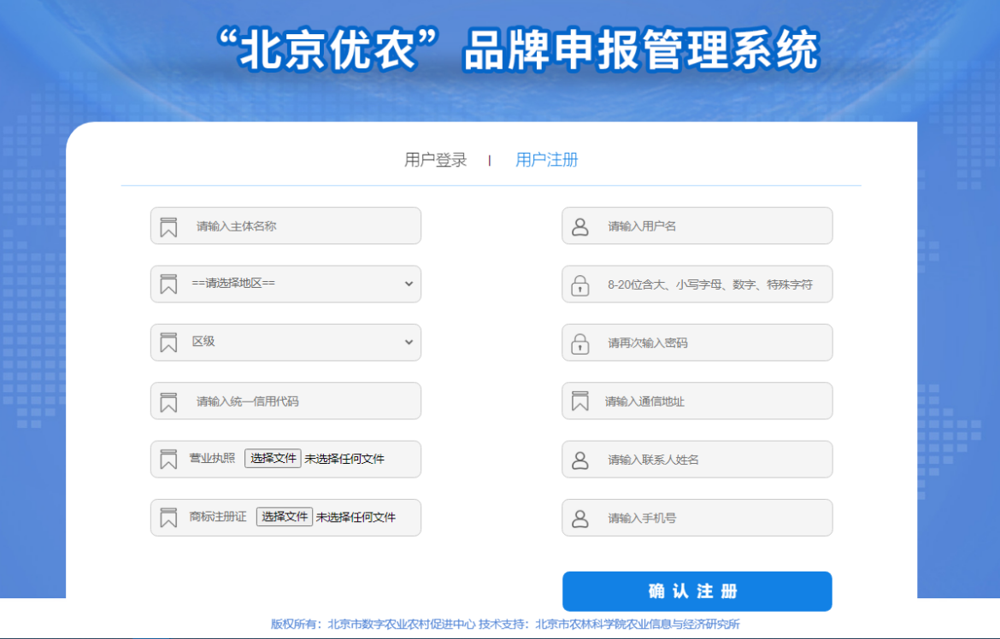 “北京优农”品牌申报管理系统
用户登录 | 用户注册
请输入主体名称
请输入用户名
==请选择地区==
8-20位含大、小写字母、数字、特殊字符
区级
请再次输入密码
请输入统一信用代码
请输入通信地址
营业执照 选择文件 未选择任何文件
请输入联系人姓名
商标注册证 选择文件 未选择任何文件
请输入手机号
确认注册
版权所有：北京市数字农业农村促进中心 技术支持：北京市农林科学院农业信息与经济研究所